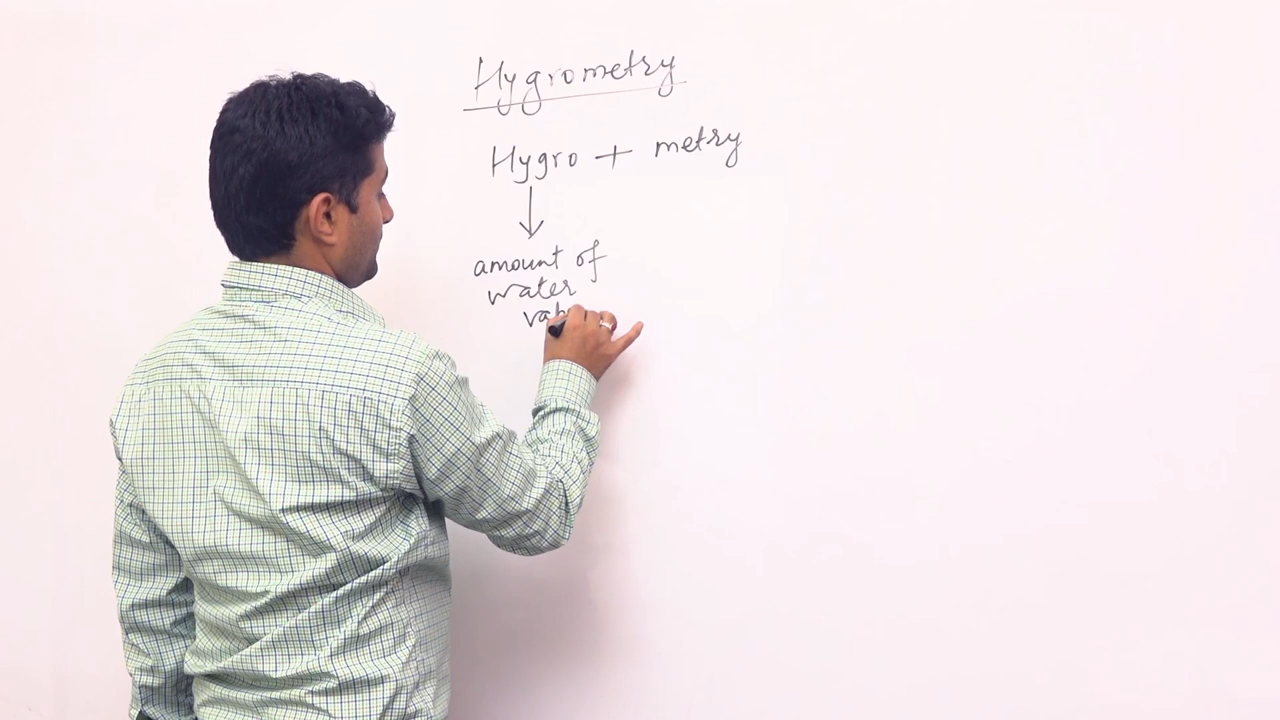 Hygrometry
Hygro + metry
amount of
water
vap